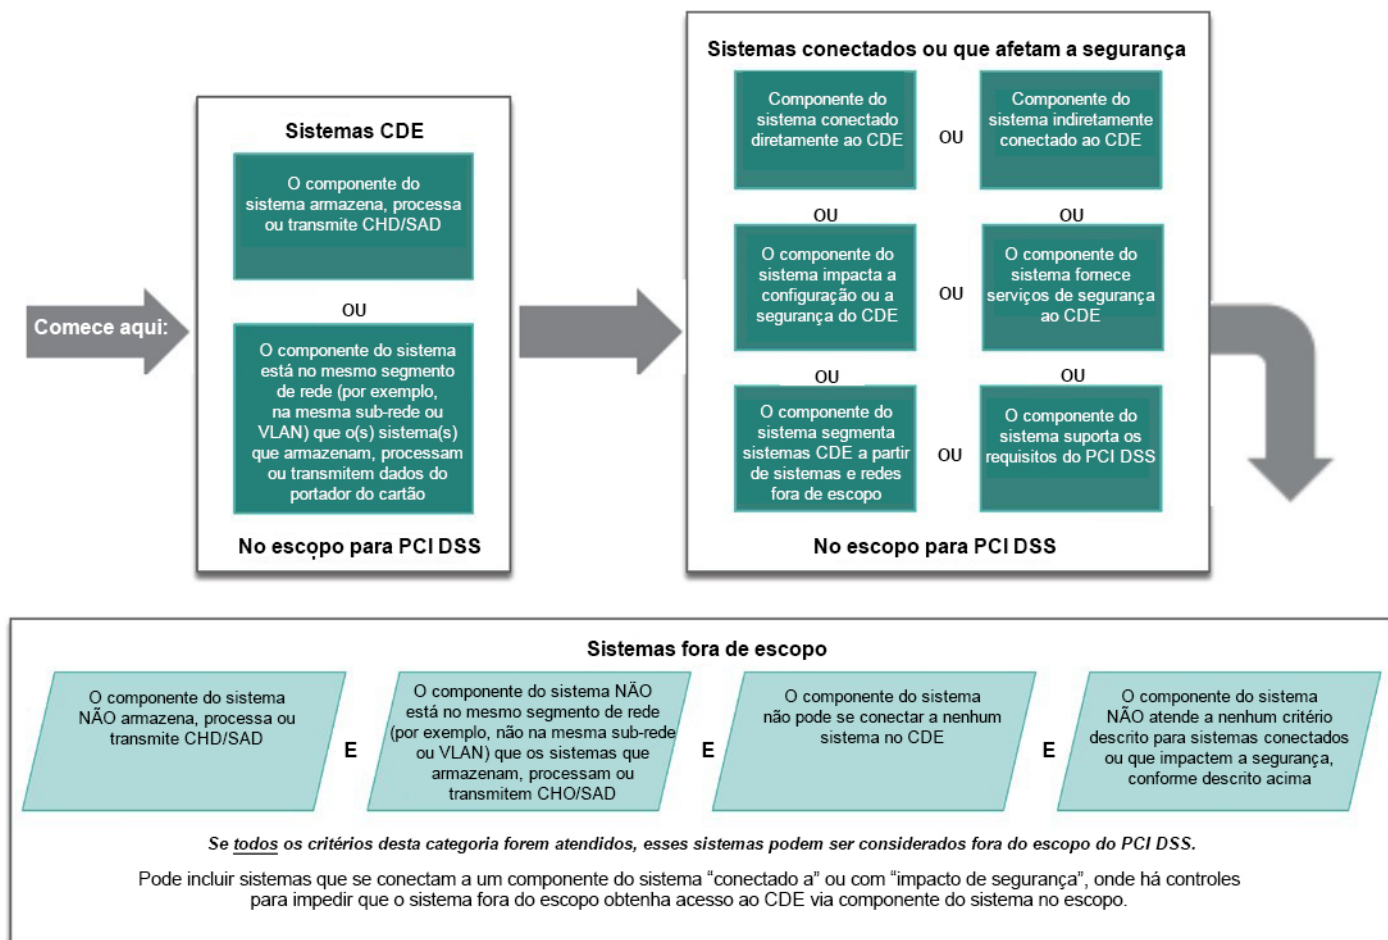 Comece aqui:
Sistemas CDE
O componente do
sistema armazena, processa
ou transmite CHD/SAD
OU
O componente do sistema
está no mesmo segmento
de rede (por exemplo,
na mesma sub-rede ou
VLAN) que o(s) sistema(s)
que armazenam, processam
ou transmitem dados do
portador do cartão
No escopo para PCI DSS
Sistemas conectados ou que afetam a segurança
Componente do
sistema conectado
diretamente ao CDE
OU
Componente do
sistema indiretamente
conectado ao CDE
OU
OU
O componente do
sistema impacta a
configuração ou a
segurança do CDE
OU
O componente do
sistema fornece
serviços de segurança
ao CDE
OU
OU
O componente do
sistema segmenta
sistemas CDE a partir
de sistemas e redes
fora de escopo
OU
O componente do
sistema suporta os
requisitos do PCI DSS
No escopo para PCI DSS
Sistemas fora de escopo
O componente do sistema
NÃO armazena, processa ou
transmite CHD/SAD
E
O componente do sistema NÃO
está no mesmo segmento de rede
(por exemplo, não na mesma sub-rede
ou VLAN) que os sistemas que
armazenam, processam ou
transmitem CHO/SAD
E
O componente do sistema
não pode se conectar a nenhum
sistema no CDE
E
O componente do sistema
NÃO atende a nenhum critério
descrito para sistemas conectados
ou que impactem a segurança,
conforme descrito acima
Se todos os critérios desta categoria forem atendidos, esses sistemas podem ser considerados fora do escopo do PCI DSS.
Pode incluir sistemas que se conectam a um componente do sistema “conectado a” ou com “impacto de segurança”, onde há controles
para impedir que o sistema fora do escopo obtenha acesso ao CDE via componente do sistema no escopo.